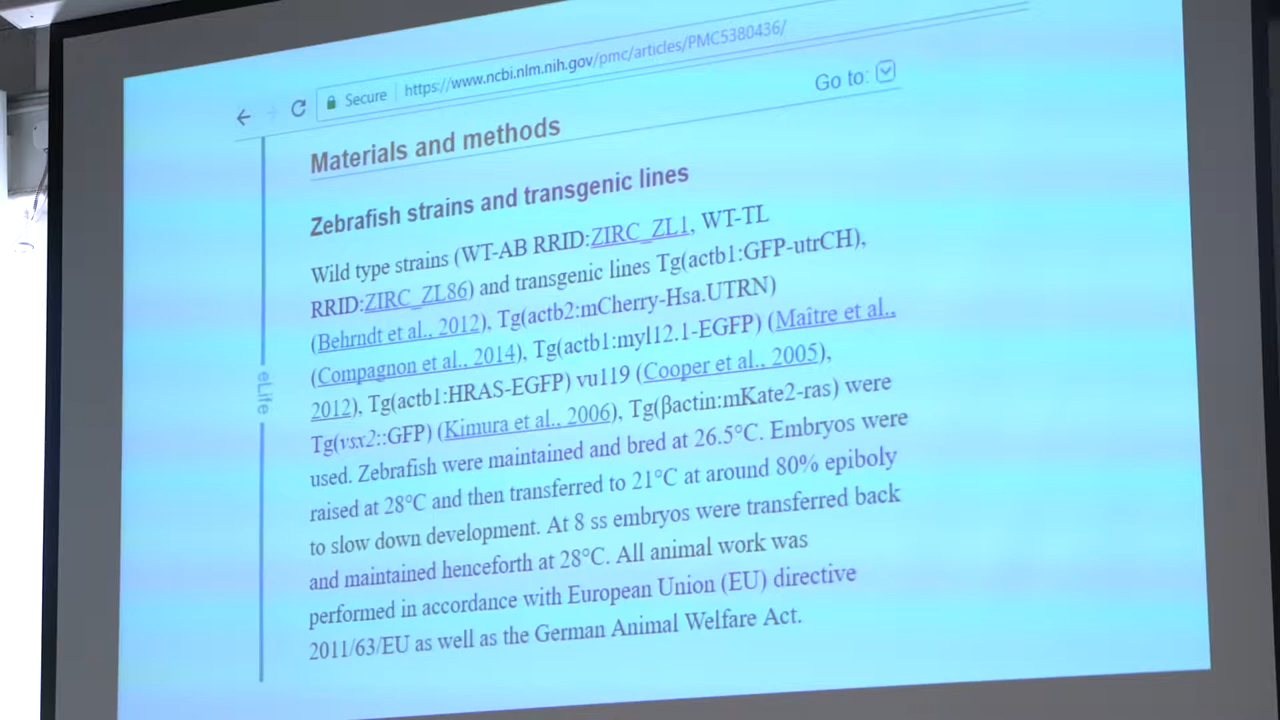 Secure https://www.ncbi.nlm.nih.gov/pmc/articles/PMC5380436/
Go to:
Materials and methods
Zebrafish strains and transgenic lines
Wild type strains (WT-AB RRID:ZIRC_ZL1, WT-TL
RRID:ZIRC_ZL86) and transgenic lines Tg(actb1:GFP-utrCH),
(Behrndt et al., 2012), Tg(actb2:mCherry-Hsa.UTRN)
(Compagnon et al., 2014), Tg(actb1:myl12.1-EGFP) (Maître et al.,
2012), Tg(actb1:HRAS-EGFP) vu119 (Cooper et al., 2005),
Tg(vsx2::GFP) (Kimura et al., 2006), Tg(βactin:mKate2-ras) were
used. Zebrafish were maintained and bred at 26.5°C. Embryos were
raised at 28°C and then transferred to 21°C at around 80% epiboly
to slow down development. At 8 ss embryos were transferred back
and maintained henceforth at 28°C. All animal work was
performed in accordance with European Union (EU) directive
2011/63/EU as well as the German Animal Welfare Act.
eLife